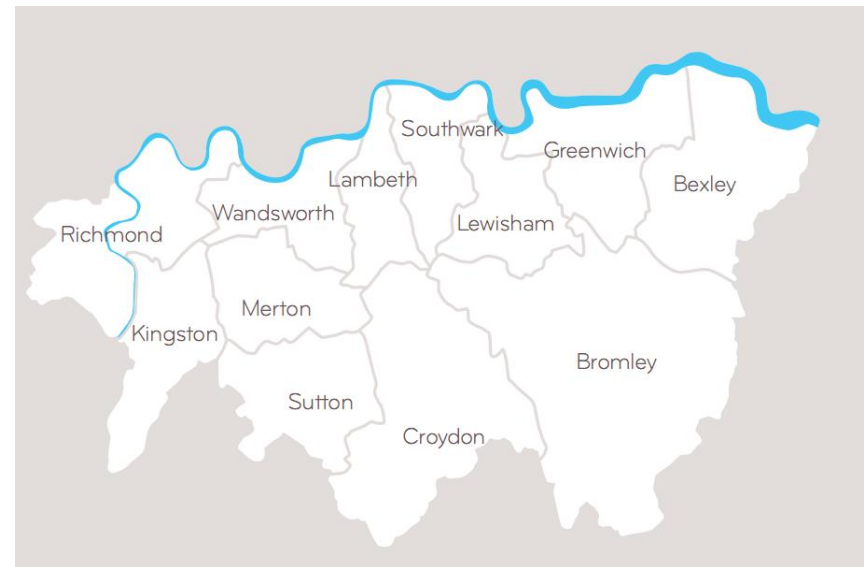 Southwark
Greenwich
Lambeth
Bexley
Wandsworth
Lewisham
Richmond
Merton
Kingston
Bromley
Sutton
Croydon